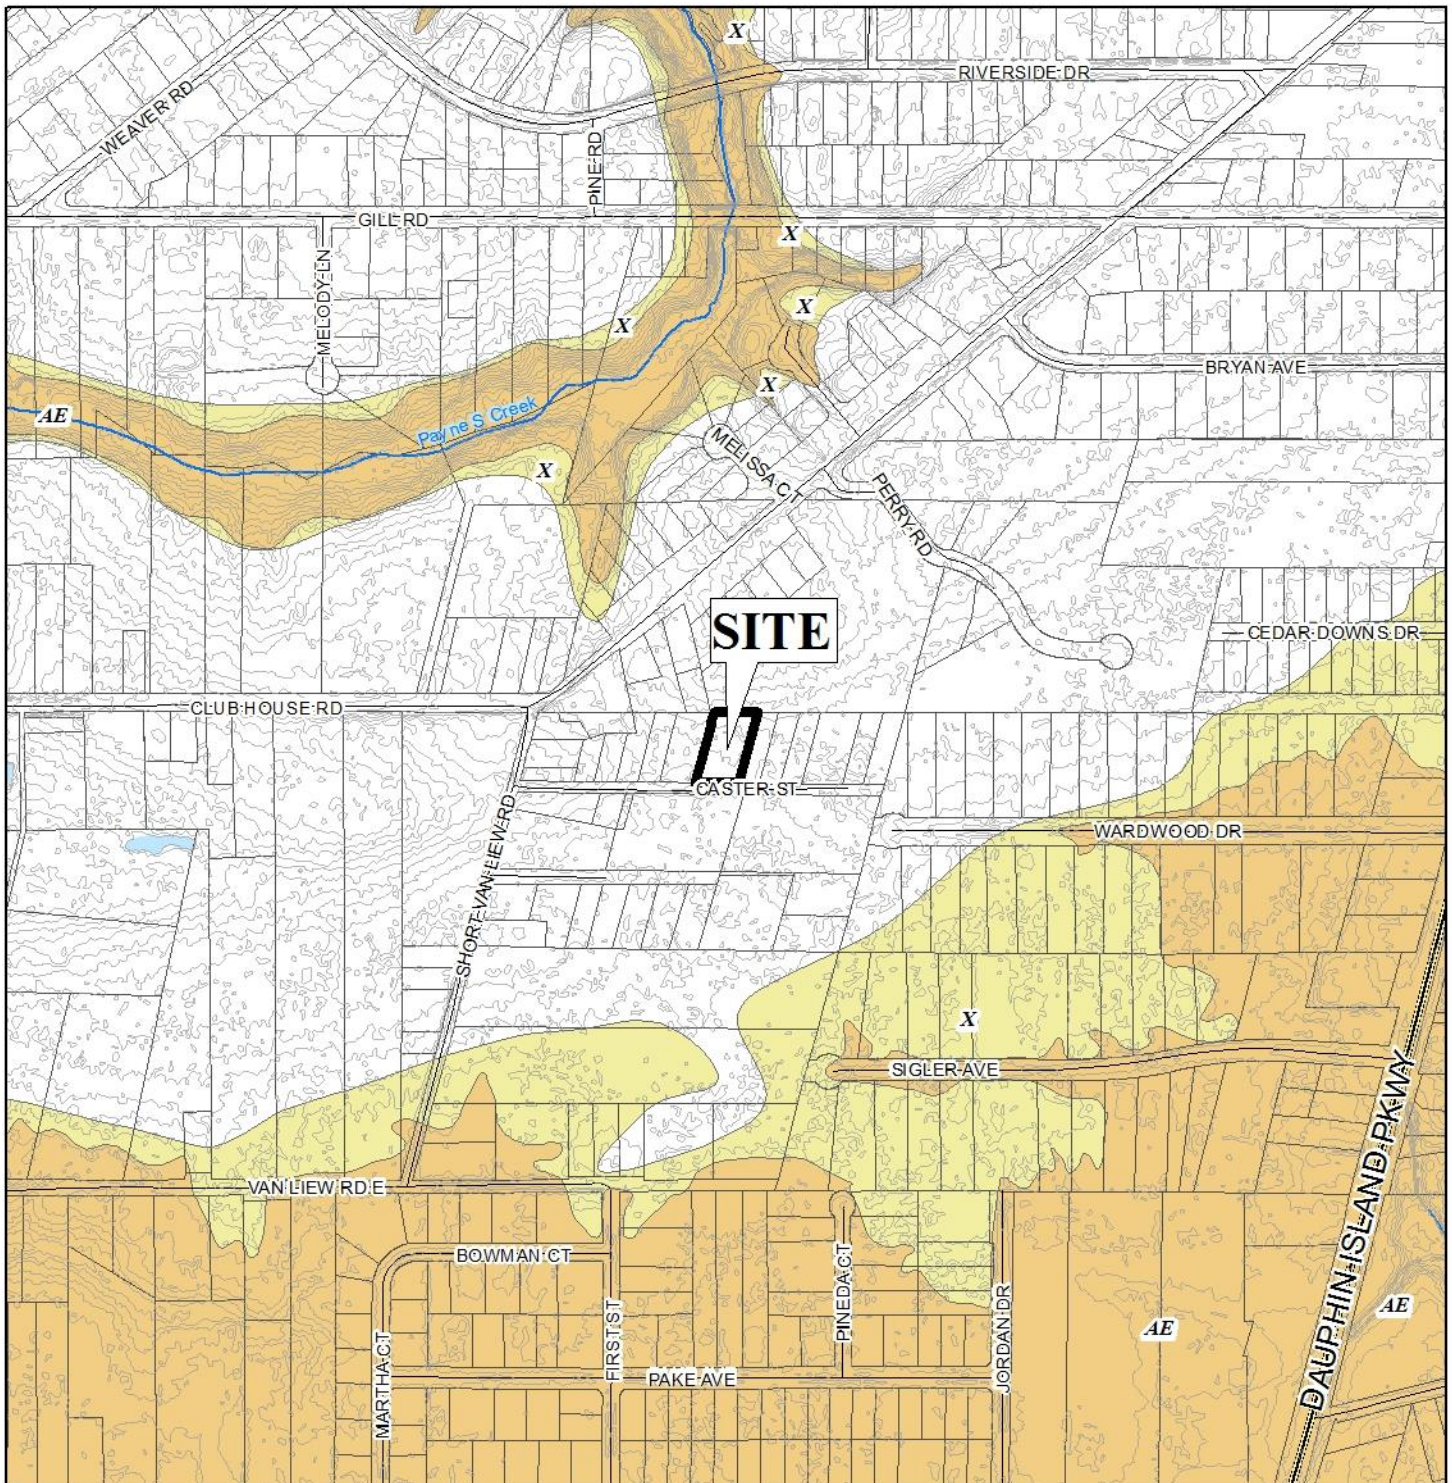 X
RIVERSIDE DR
WEAVER RD
PINE RD
GILL RD
X
MELODY LN
X
X
BRYAN AVE
X
AE
Payne S Creek
MELISSA CT
X
PERRY RD
SITE
CEDAR DOWNS DR
CLUB HOUSE RD
CASTER ST
WARDWOOD DR
SHORT VAN LIEW RD
X
SIGLER AVE
DAUPHIN ISLAND PKWY
VAN LIEW RD E
BOWMAN CT
PINEDA CT
FIRST ST
JORDAN DR
AE
AE
MARTHA CT
PAKE AVE